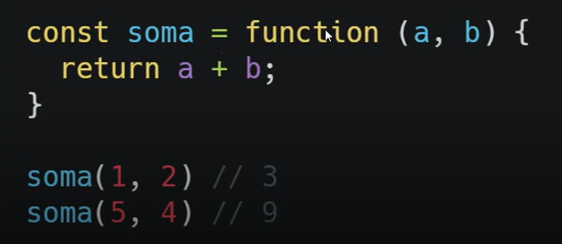 const soma = function (a, b) {
  return a + b;
}
soma(1, 2) // 3
soma(5, 4) // 9